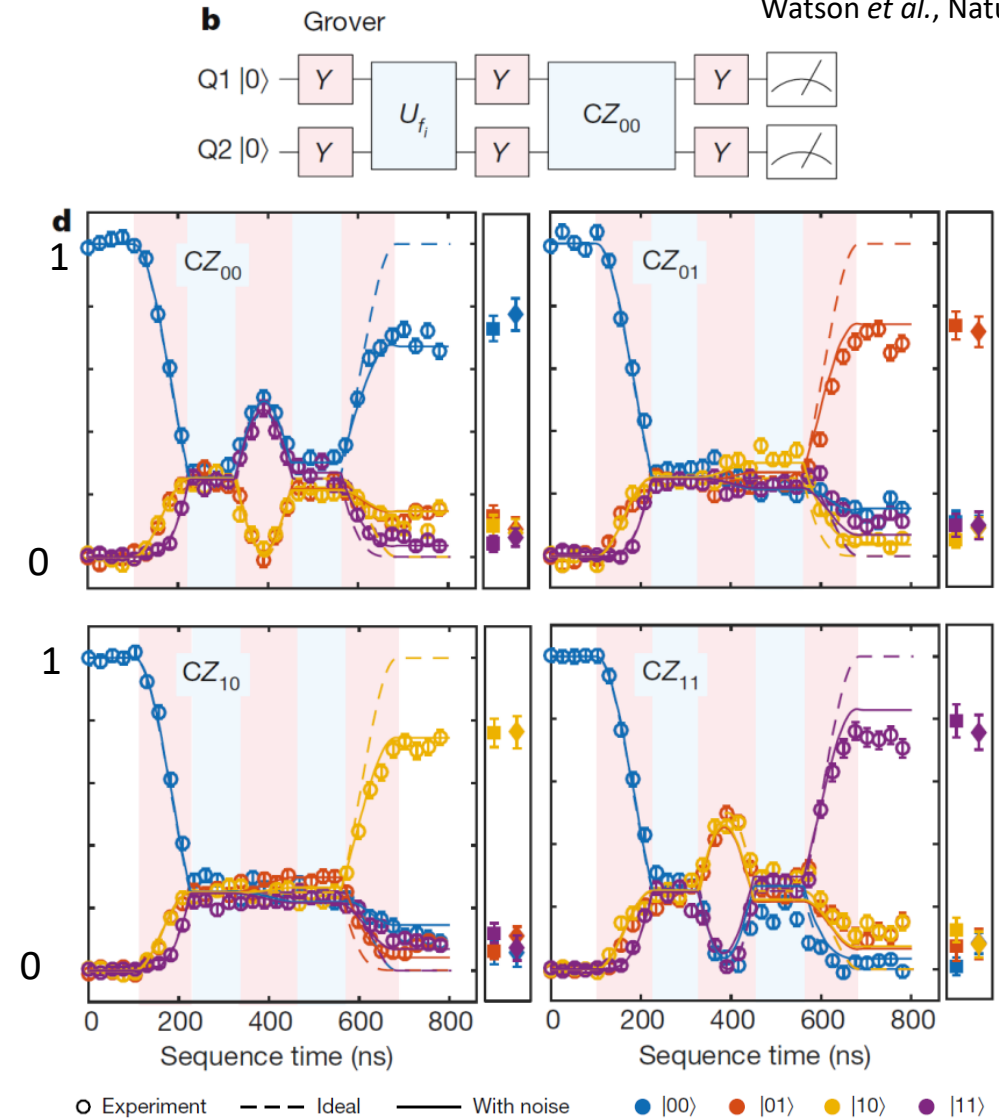 Watson et al., Natu
b Grover
Q1 |0⟩ Y Y Y
U_{f_i} CZ₀₀
Q2 |0⟩ Y Y Y
d
1
CZ₀₀ CZ₀₁
0
1
CZ₁₀ CZ₁₁
0
0 200 400 600 800 0 200 400 600 800
Sequence time (ns) Sequence time (ns)
Experiment Ideal With noise |00⟩ |01⟩ |10⟩ |11⟩